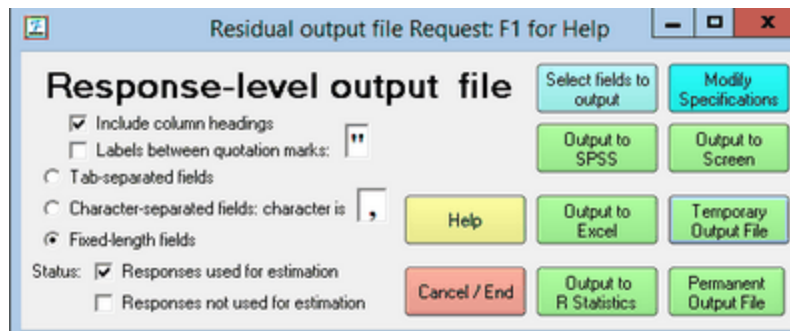 Residual output file Request: F1 for Help
Response-level output file
Include column headings
Labels between quotation marks: "
Tab-separated fields
Character-separated fields: character is ,
Fixed-length fields
Status: Responses used for estimation
Responses not used for estimation
Select fields to
output
Modify
Specifications
Output to
SPSS
Output to
Screen
Help
Output to
Excel
Temporary
Output File
Cancel / End
Output to
R Statistics
Permanent
Output File